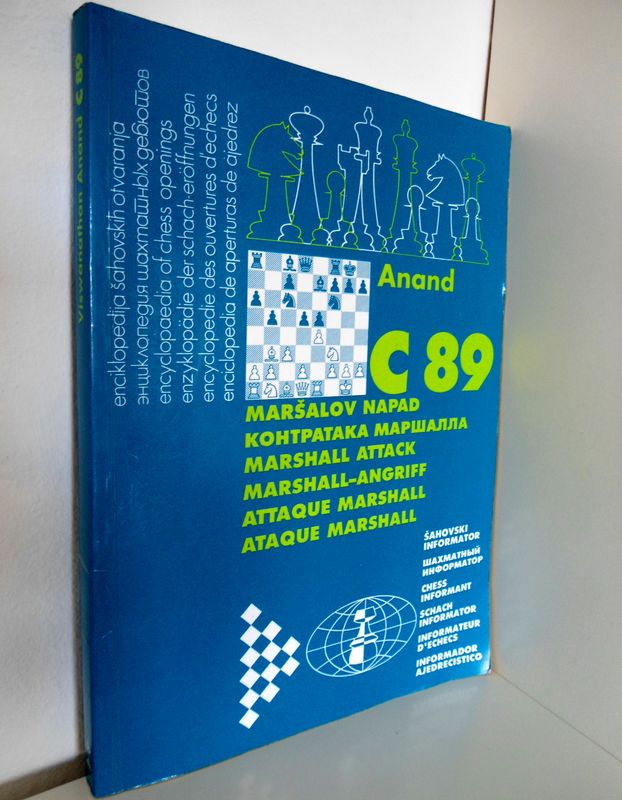 Viswanathan Anand C 89
enciklopedija šahovskih otvaranja
энциклопедия шахматных дебютов
encyclopaedia of chess openings
enzyklopädie der schach-eröffnungen
encyclopedie des ouvertures d'echecs
enciclopedia de aperturas de ajedrez
Anand
C 89
MARŠALOV NAPAD
КОНТРАТАКА МАРШАЛЛА
MARSHALL ATTACK
MARSHALL–ANGRIFF
ATTAQUE MARSHALL
ATAQUE MARSHALL
ŠAHOVSKI
INFORMATOR
ШАХМАТНЫЙ
ИНФОРМАТОР
CHESS
INFORMANT
SCHACH
INFORMATOR
INFORMATEUR
D'ECHECS
INFORMADOR
AJEDRECISTICO